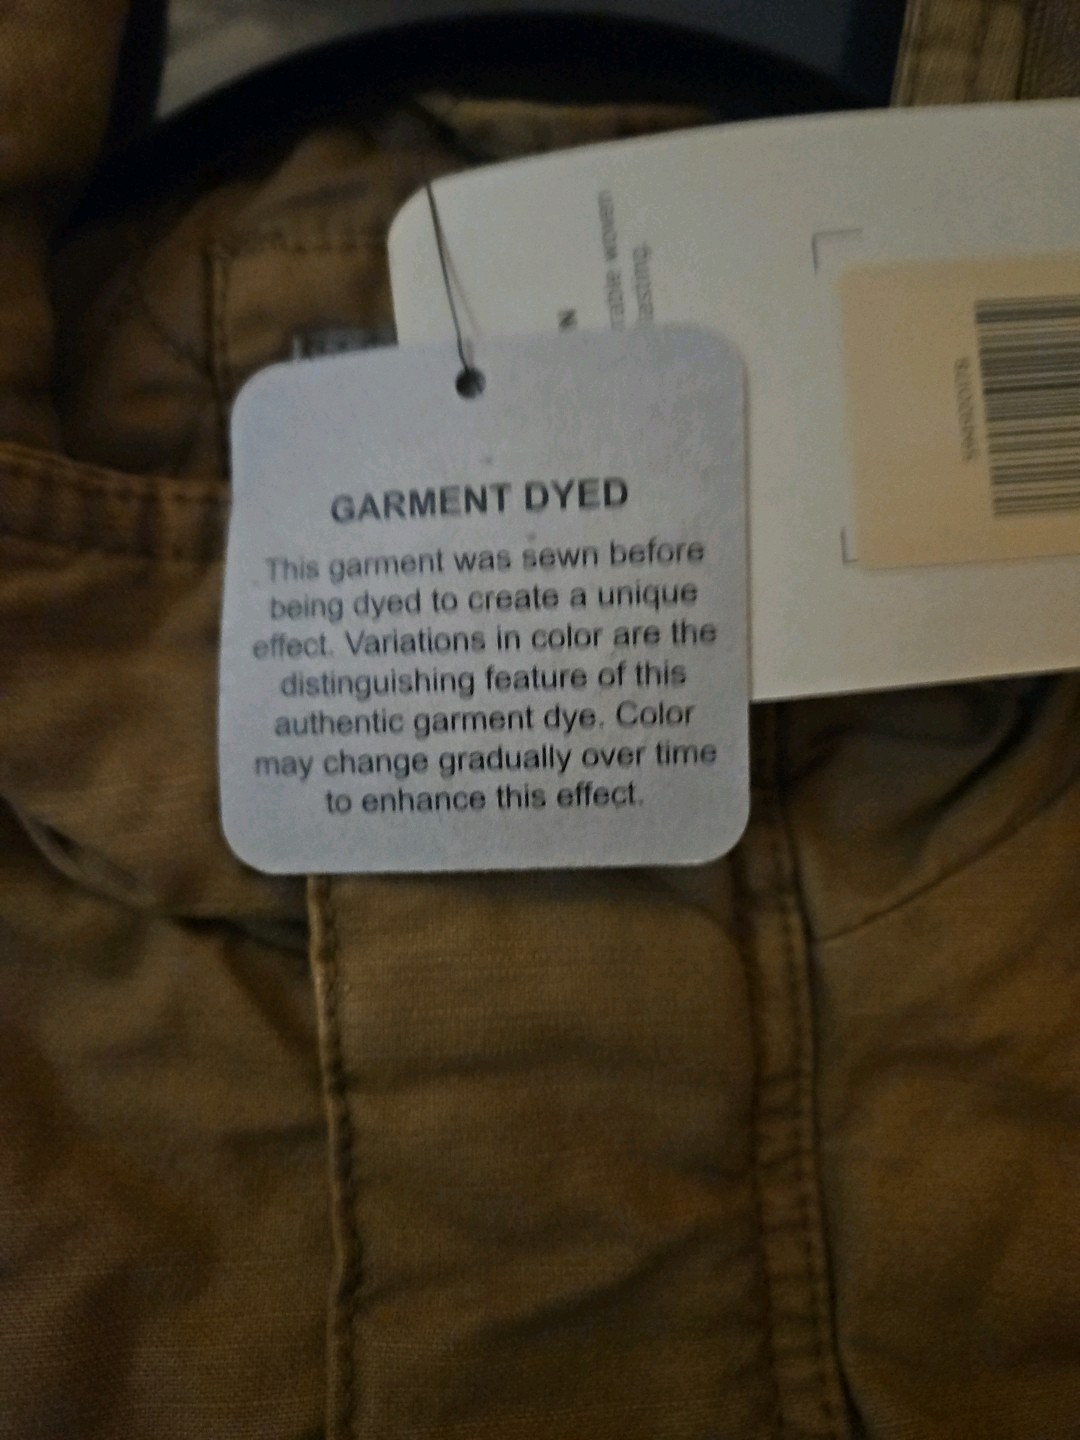 GARMENT DYED
This garment was sewn before
being dyed to create a unique
effect. Variations in color are the
distinguishing feature of this
authentic garment dye. Color
may change gradually over time
to enhance this effect.
woven